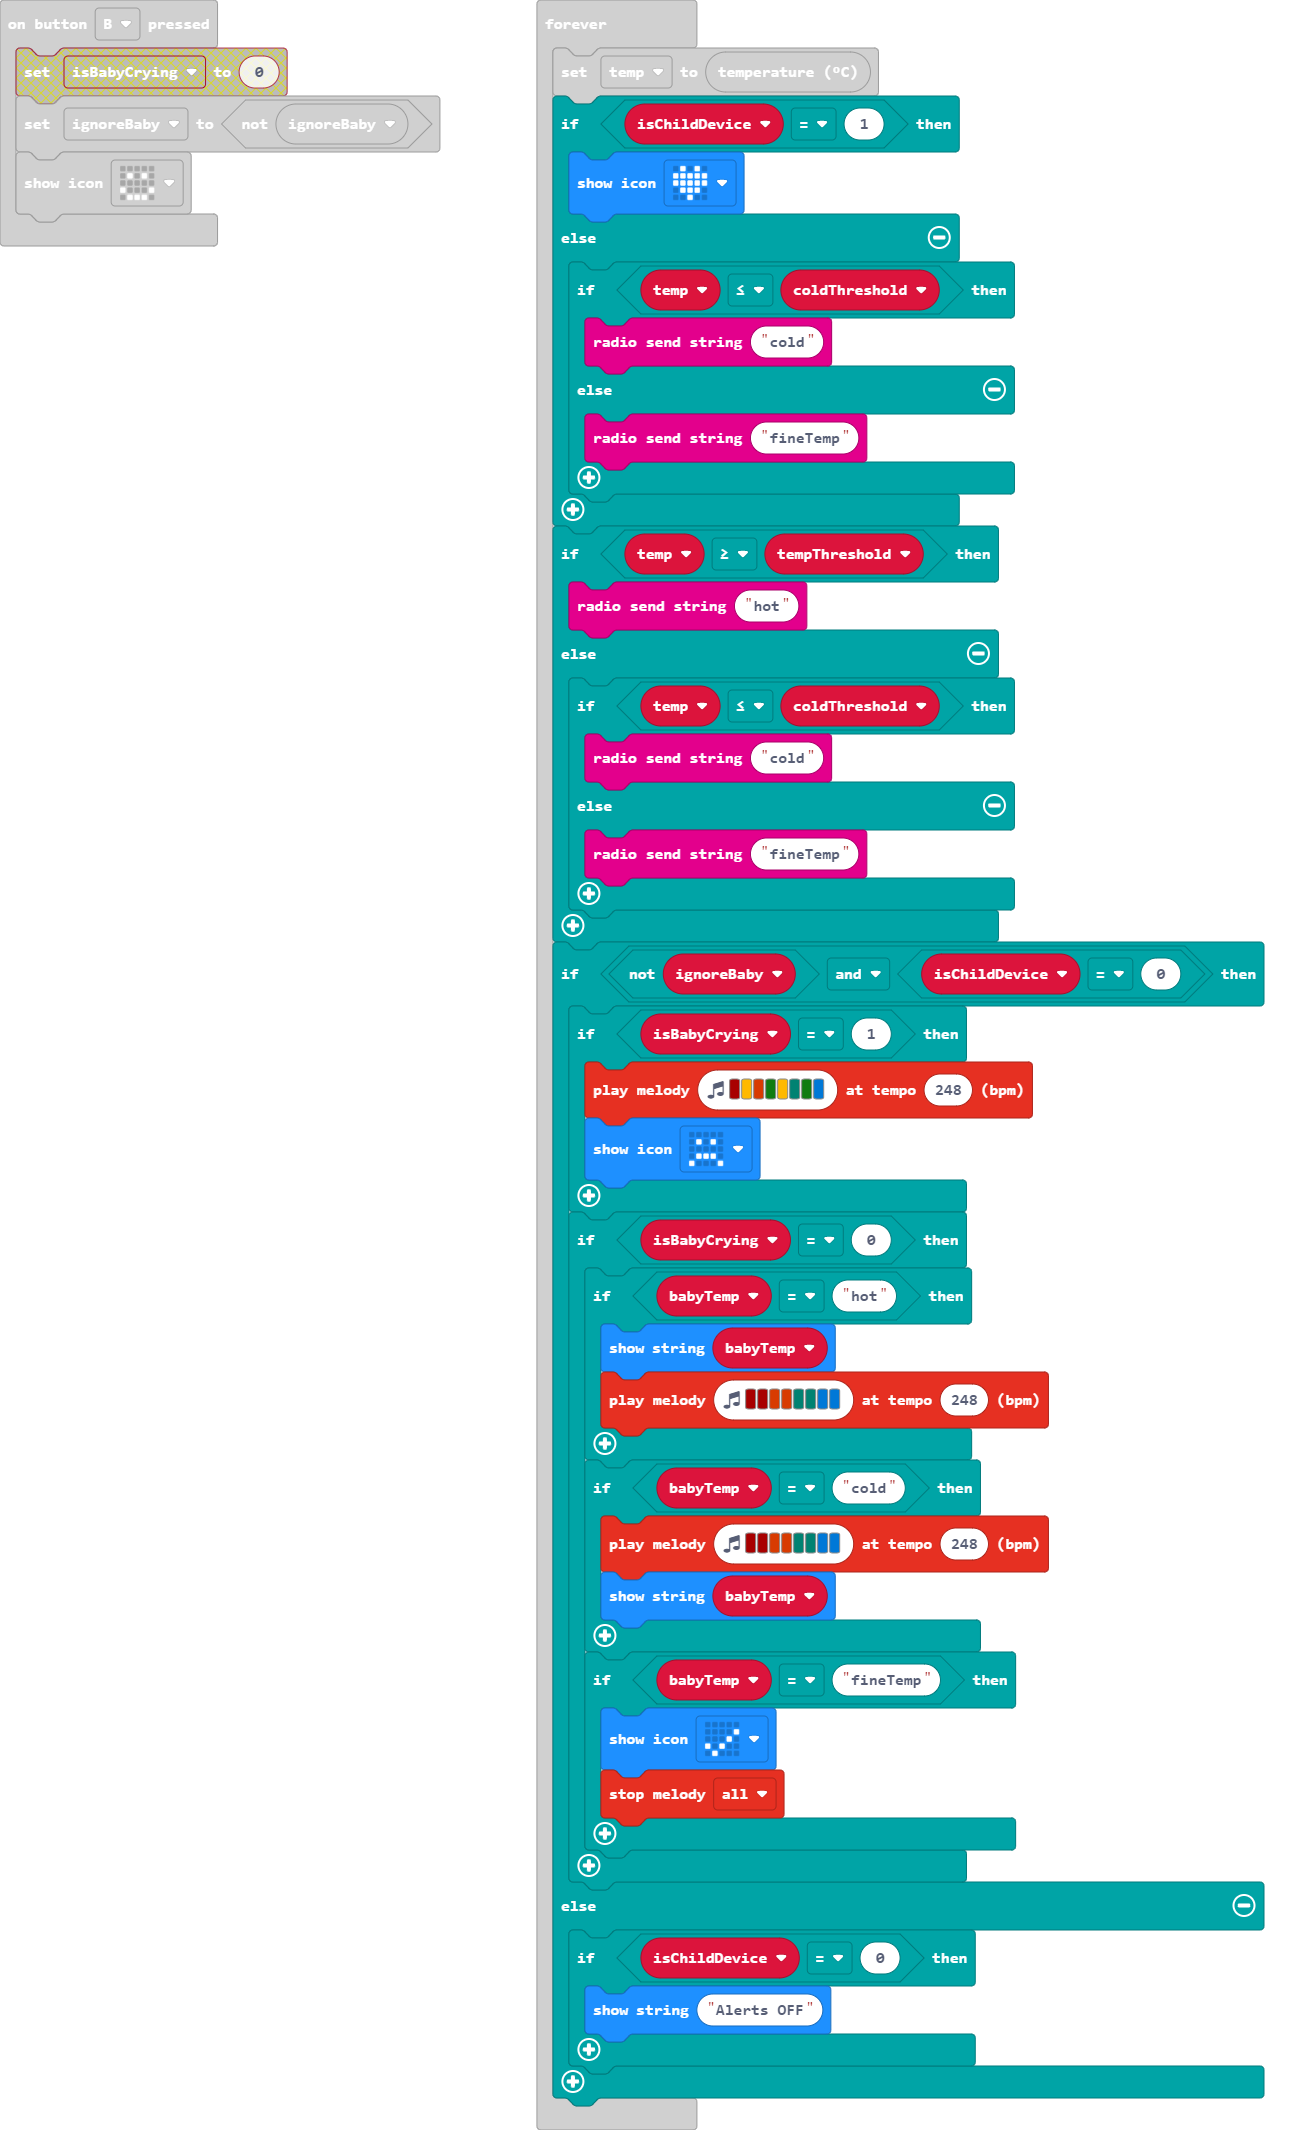 on button B pressed
set isBabyCrying to 0
set ignoreBaby to not ignoreBaby
show icon
forever
set temp to temperature (°C)
if isChildDevice = 1 then
show icon
else
if temp ≤ coldThreshold then
radio send string "cold"
else
radio send string "fineTemp"
if temp ≥ tempThreshold then
radio send string "hot"
else
if temp ≤ coldThreshold then
radio send string "cold"
else
radio send string "fineTemp"
if not ignoreBaby and isChildDevice = 0 then
if isBabyCrying = 1 then
play melody at tempo 248 (bpm)
show icon
if isBabyCrying = 0 then
if babyTemp = "hot" then
show string babyTemp
play melody at tempo 248 (bpm)
if babyTemp = "cold" then
play melody at tempo 248 (bpm)
show string babyTemp
if babyTemp = "fineTemp" then
show icon
stop melody all
else
if isChildDevice = 0 then
show string "Alerts OFF"